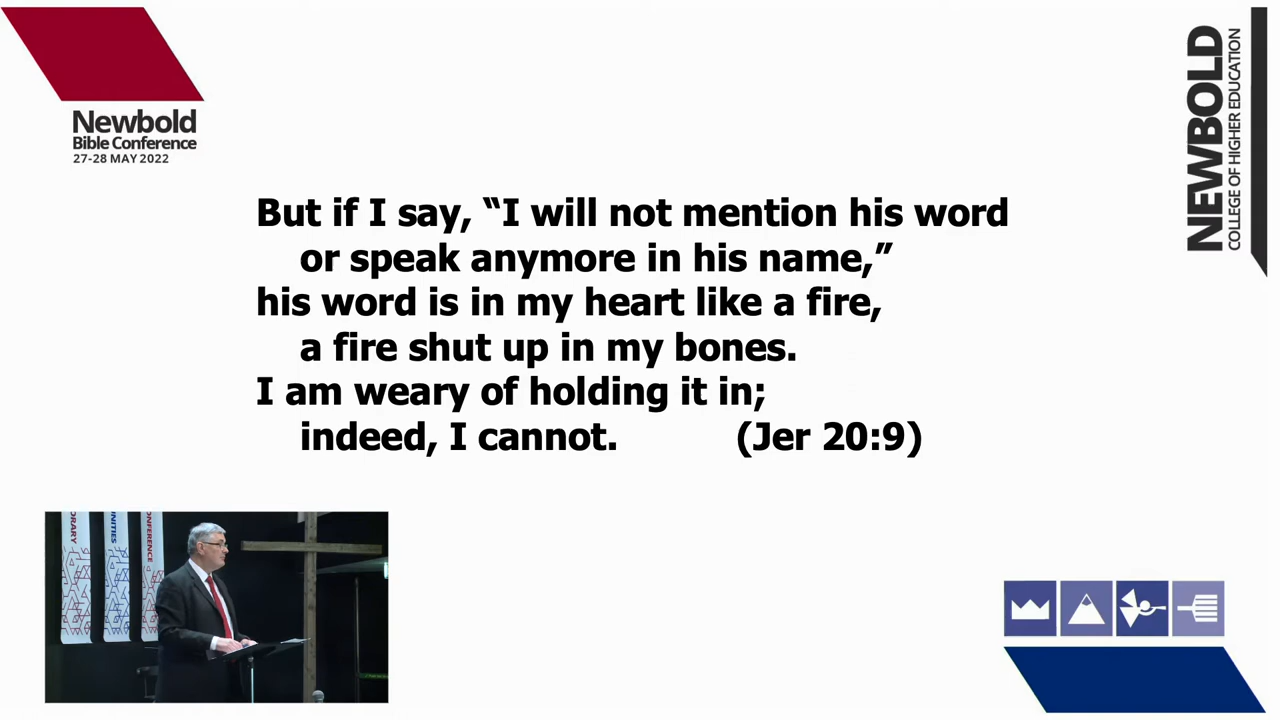 Newbold
Bible Conference
27-28 MAY 2022
NEWBOLD
COLLEGE OF HIGHER EDUCATION
But if I say, “I will not mention his word
or speak anymore in his name,”
his word is in my heart like a fire,
a fire shut up in my bones.
I am weary of holding it in;
indeed, I cannot. (Jer 20:9)